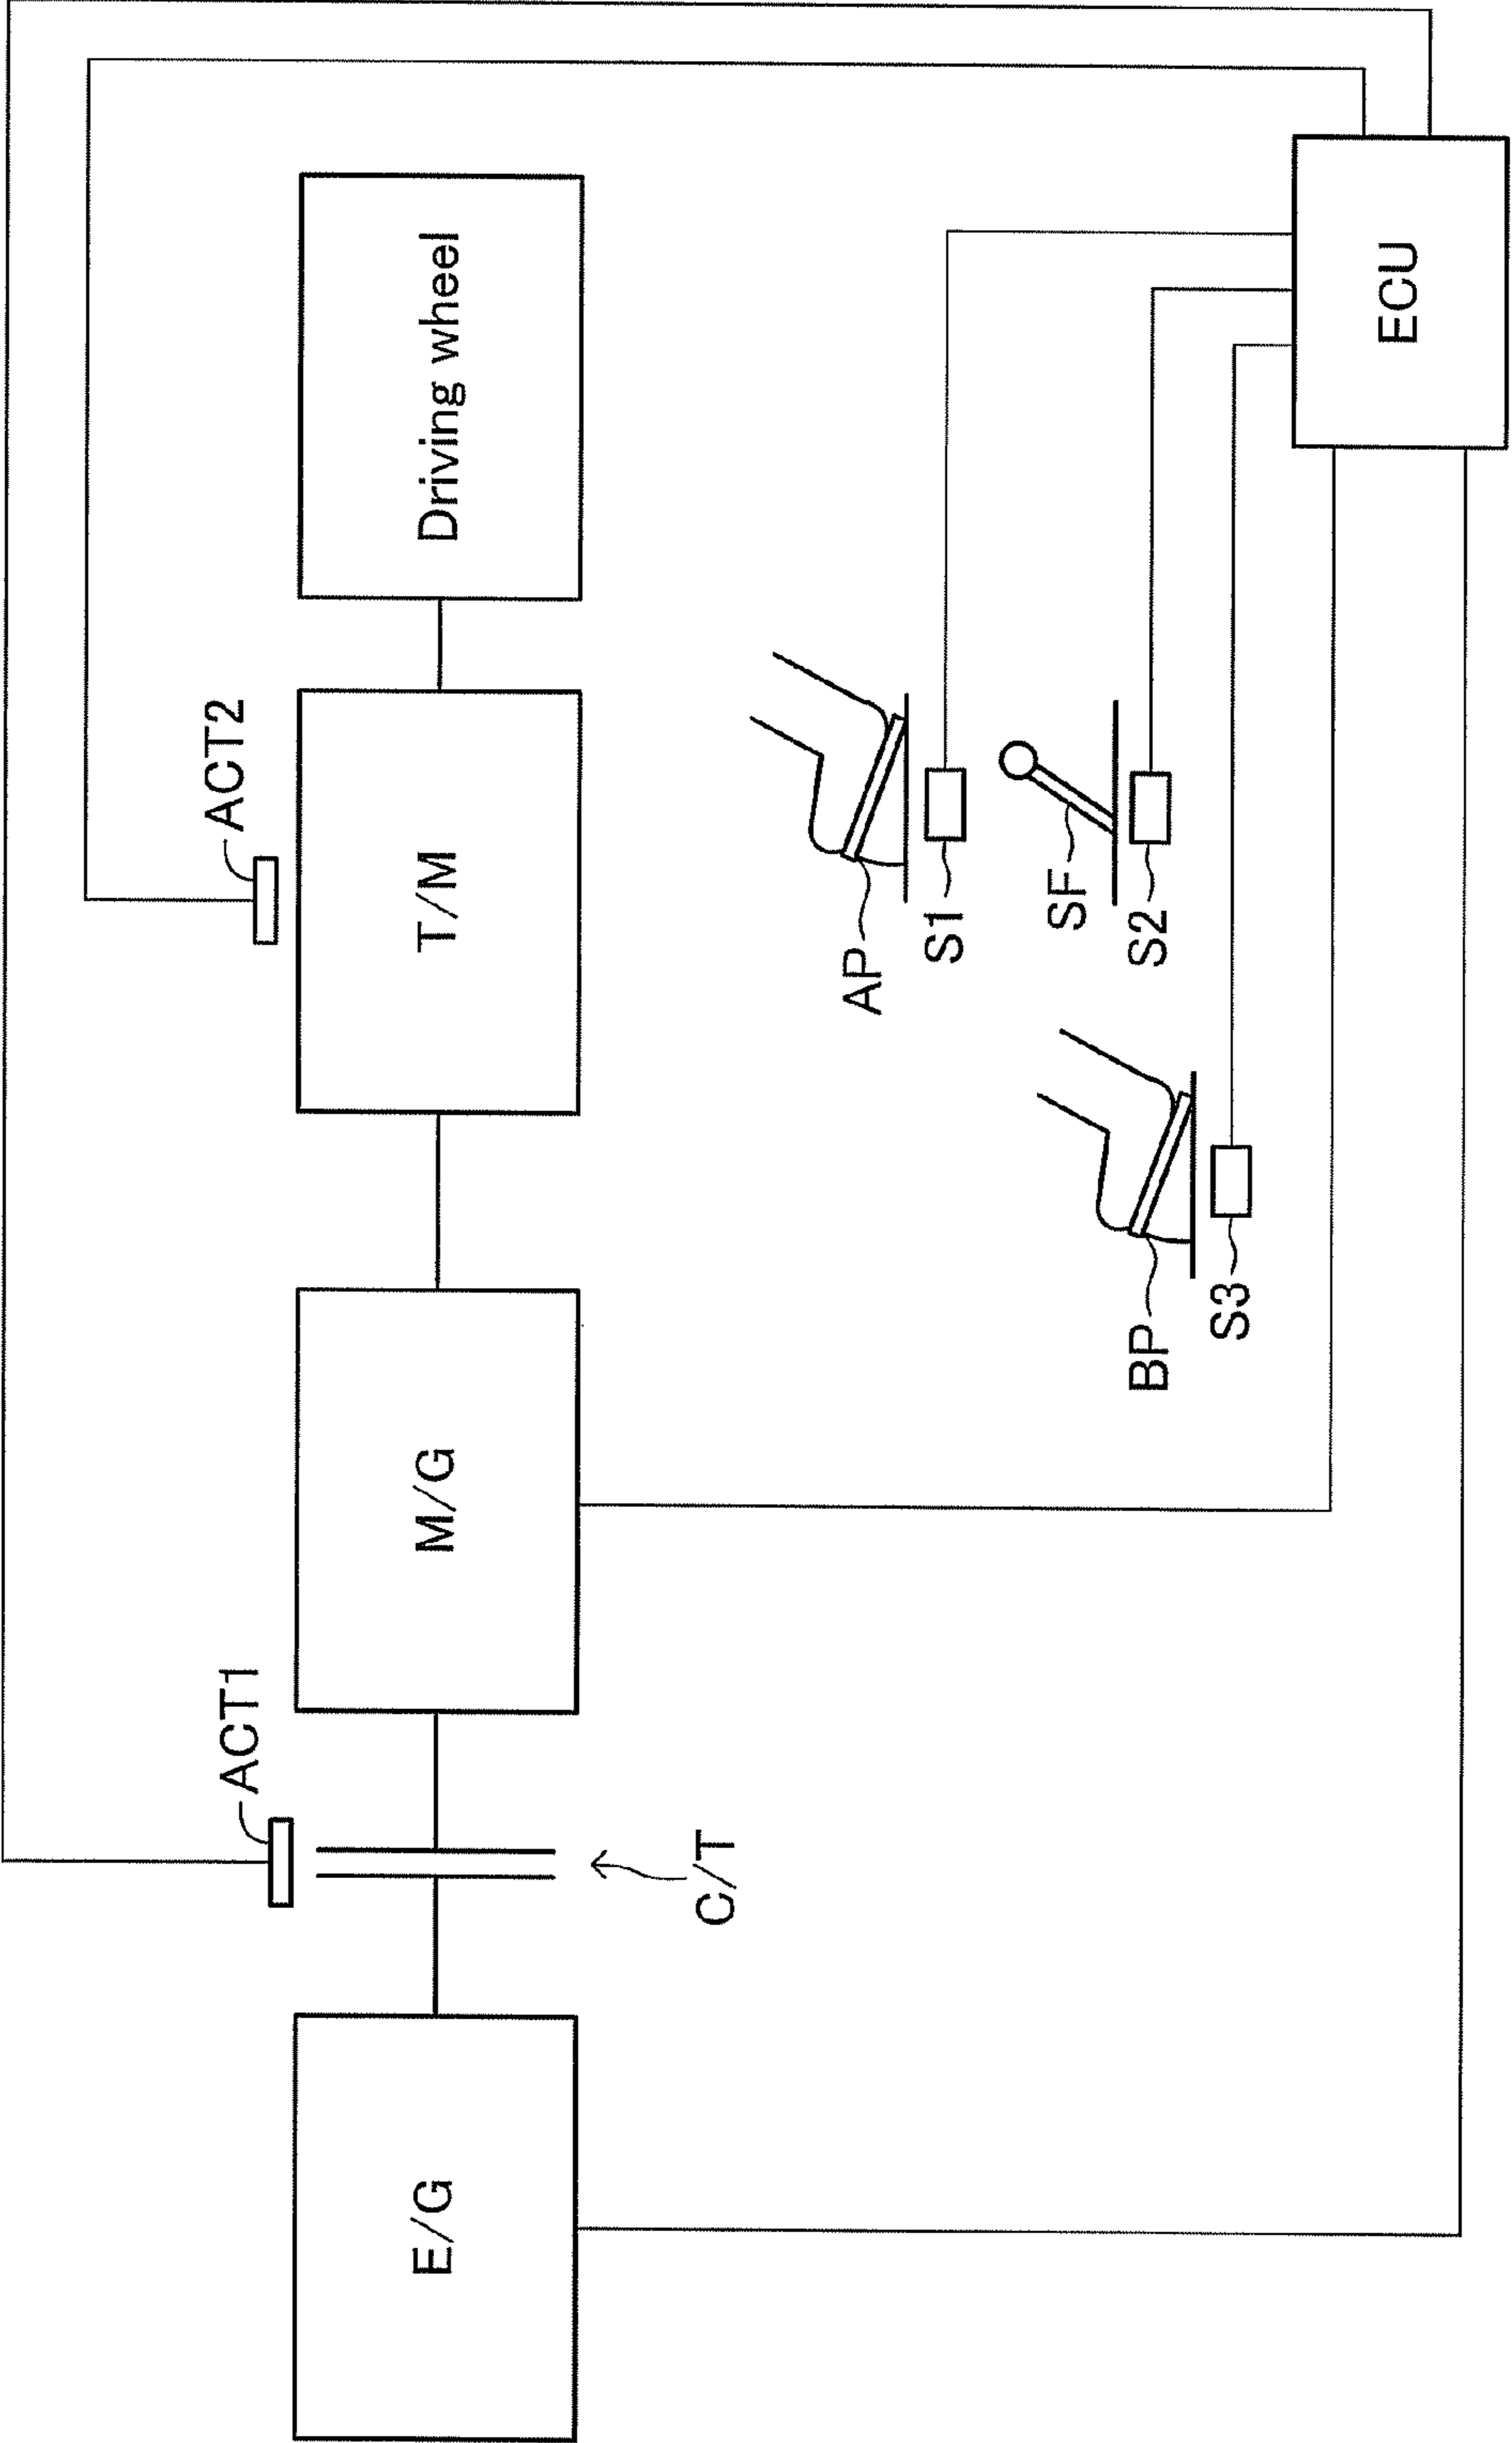 ACT1
ACT2
E/G
M/G
T/M
Driving wheel
C/T
AP
S1
SF
S2
BP
S3
ECU